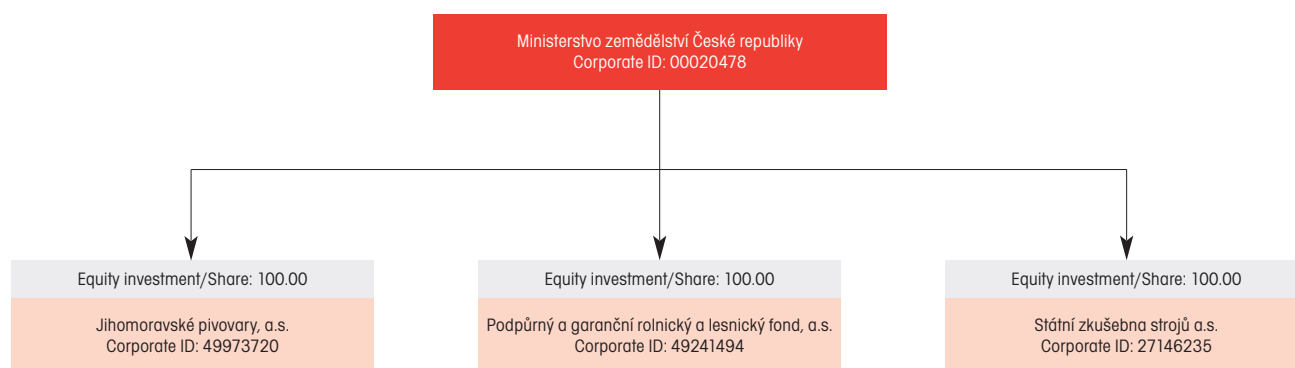 Ministerstvo zemědělství České republiky
Corporate ID: 00020478
Equity investment/Share: 100.00
Jihomoravské pivovary, a.s.
Corporate ID: 49973720
Equity investment/Share: 100.00
Podpůrný a garanční rolnický a lesnický fond, a.s.
Corporate ID: 49241494
Equity investment/Share: 100.00
Státní zkušebna strojů a.s.
Corporate ID: 27146235